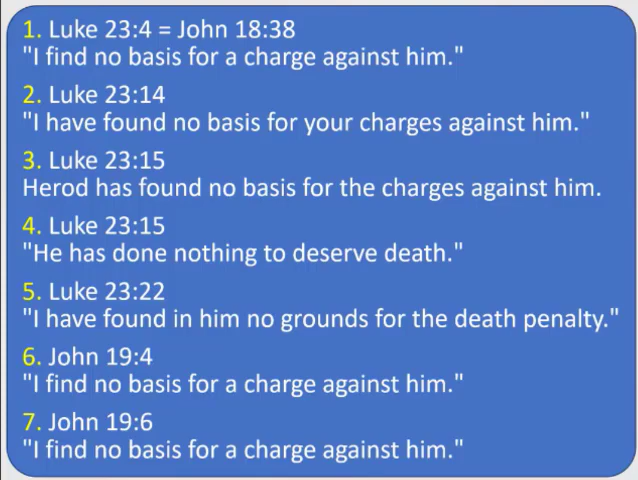 1. Luke 23:4 = John 18:38
"I find no basis for a charge against him."
2. Luke 23:14
"I have found no basis for your charges against him."
3. Luke 23:15
Herod has found no basis for the charges against him.
4. Luke 23:15
"He has done nothing to deserve death."
5. Luke 23:22
"I have found in him no grounds for the death penalty."
6. John 19:4
"I find no basis for a charge against him."
7. John 19:6
"I find no basis for a charge against him."